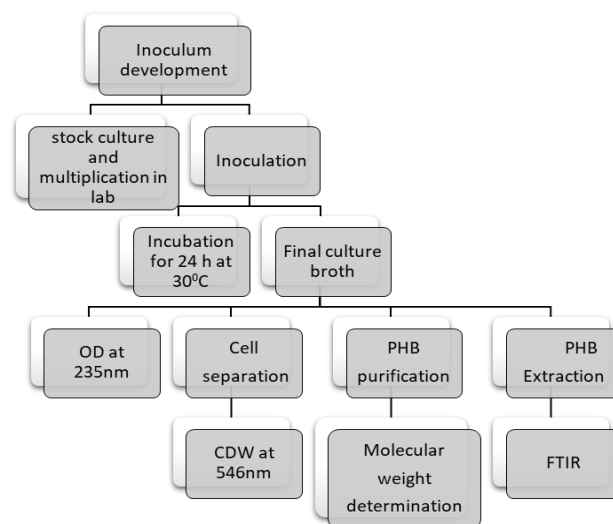 Inoculum
development
stock culture
and
multiplication in
lab
Inoculation
Incubation
for 24 h at
30⁰C
Final culture
broth
OD at
235nm
Cell
separation
PHB
purification
PHB
Extraction
CDW at
546nm
Molecular
weight
determination
FTIR